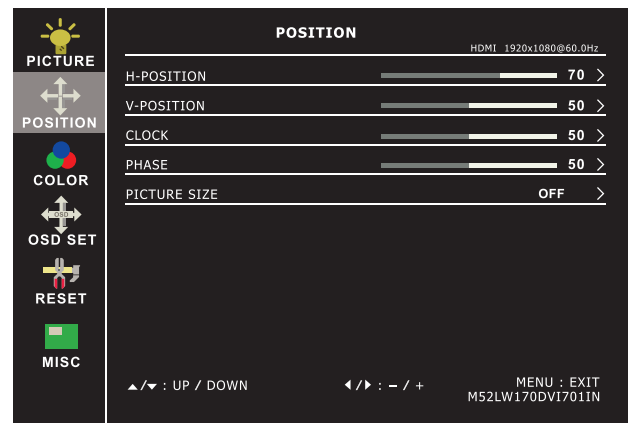 PICTURE
POSITION
COLOR
OSD
OSD SET
RESET
MISC
POSITION
HDMI 1920x1080@60.0Hz
H-POSITION 70 >
V-POSITION 50 >
CLOCK 50 >
PHASE 50 >
PICTURE SIZE OFF >
▲/▼ : UP / DOWN ◀/▶ : – / + MENU : EXIT
M52LW170DVI701IN